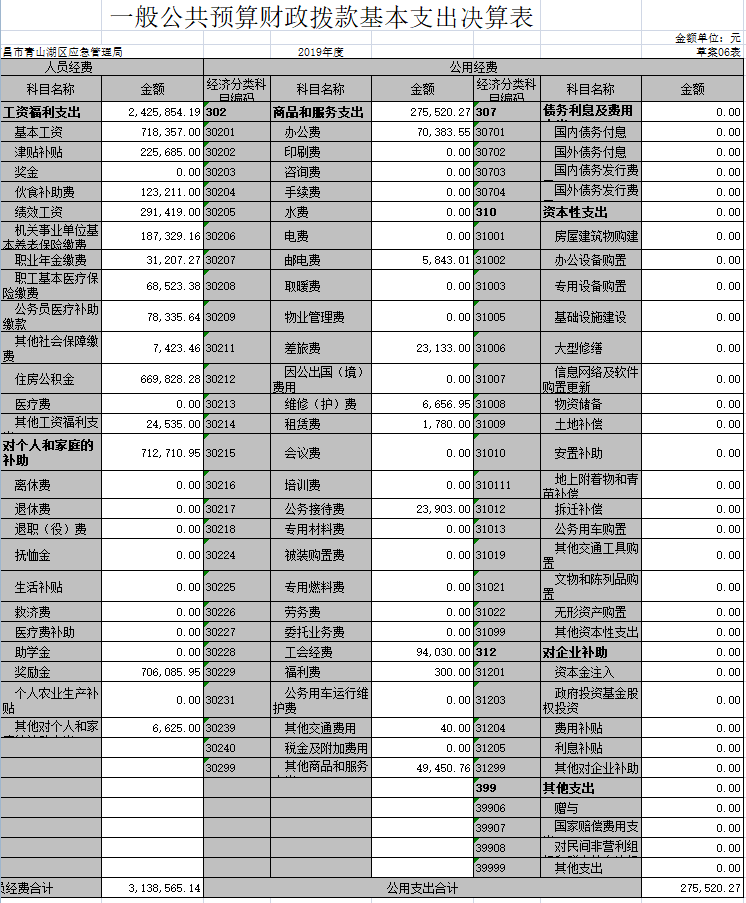 一般公共预算财政拨款基本支出决算表
金额单位：元
昌市青山湖区应急管理局 2019年度 草案06表
人员经费 公用经费
科目名称 金额 经济分类科目编码 科目名称 金额 经济分类科目编码 科目名称 金额
工资福利支出 2,425,854.19 302 商品和服务支出 275,520.27 307 债务利息及费用 0.00
基本工资 718,357.00 30201 办公费 70,383.55 30701 国内债务付息 0.00
津贴补贴 225,685.00 30202 印刷费 0.00 30702 国外债务付息 0.00
奖金 0.00 30203 咨询费 0.00 30703 国内债务发行费 0.00
伙食补助费 123,211.00 30204 手续费 0.00 30704 国外债务发行费 0.00
绩效工资 291,419.00 30205 水费 0.00 310 资本性支出 0.00
机关事业单位基本养老保险缴费 187,329.16 30206 电费 0.00 31001 房屋建筑物购建 0.00
职业年金缴费 31,207.27 30207 邮电费 5,843.01 31002 办公设备购置 0.00
职工基本医疗保险缴费 68,523.38 30208 取暖费 0.00 31003 专用设备购置 0.00
公务员医疗补助缴款 78,335.64 30209 物业管理费 0.00 31005 基础设施建设 0.00
其他社会保障缴费 7,423.46 30211 差旅费 23,133.00 31006 大型修缮 0.00
住房公积金 669,828.28 30212 因公出国（境）费用 0.00 31007 信息网络及软件购置更新 0.00
医疗费 0.00 30213 维修（护）费 6,656.95 31008 物资储备 0.00
其他工资福利支 24,535.00 30214 租赁费 1,780.00 31009 土地补偿 0.00
对个人和家庭的补助 712,710.95 30215 会议费 0.00 31010 安置补助 0.00
离休费 0.00 30216 培训费 0.00 310111 地上附着物和青苗补偿 0.00
退休费 0.00 30217 公务接待费 23,903.00 31012 拆迁补偿 0.00
退职（役）费 0.00 30218 专用材料费 0.00 31013 公务用车购置 0.00
抚恤金 0.00 30224 被装购置费 0.00 31019 其他交通工具购置 0.00
生活补贴 0.00 30225 专用燃料费 0.00 31021 文物和陈列品购置 0.00
救济费 0.00 30226 劳务费 0.00 31022 无形资产购置 0.00
医疗费补助 0.00 30227 委托业务费 0.00 31099 其他资本性支出 0.00
助学金 0.00 30228 工会经费 94,030.00 312 对企业补助 0.00
奖励金 706,085.95 30229 福利费 300.00 31201 资本金注入 0.00
个人农业生产补贴 0.00 30231 公务用车运行维护费 0.00 31203 政府投资基金股权投资 0.00
其他对个人和家 6,625.00 30239 其他交通费用 40.00 31204 费用补贴 0.00
30240 税金及附加费用 0.00 31205 利息补贴 0.00
30299 其他商品和服务 49,450.76 31299 其他对企业补助 0.00
399 其他支出 0.00
39906 赠与 0.00
39907 国家赔偿费用支 0.00
39908 对民间非营利组 0.00
39999 其他支出 0.00
员经费合计 3,138,565.14 公用支出合计 275,520.27